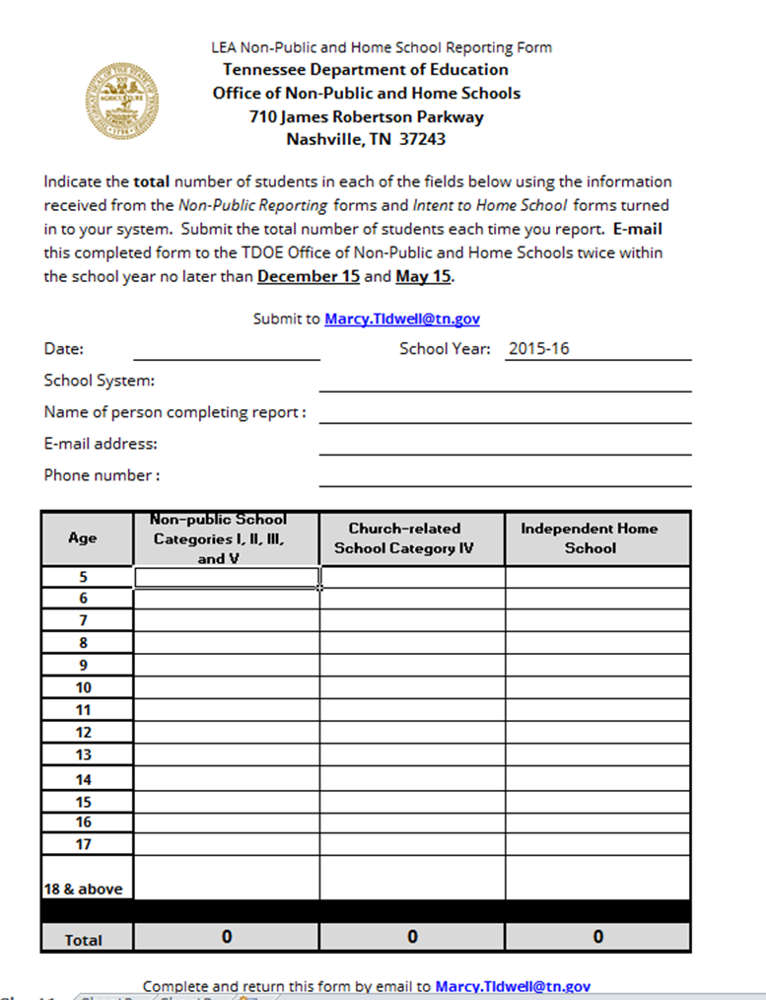 LEA Non-Public and Home School Reporting Form
Tennessee Department of Education
Office of Non-Public and Home Schools
710 James Robertson Parkway
Nashville, TN 37243
AGRICULTURE
Indicate the total number of students in each of the fields below using the information
received from the Non-Public Reporting forms and Intent to Home School forms turned
in to your system. Submit the total number of students each time you report. E-mail
this completed form to the TDOE Office of Non-Public and Home Schools twice within
the school year no later than December 15 and May 15.
Submit to Marcy.TIdwell@tn.gov
Date: School Year: 2015-16
School System:
Name of person completing report :
E-mail address:
Phone number :
Age Non-public School Categories I, II, III, and V Church-related School Category IV Independent Home School
5
6
7
8
9
10
11
12
13
14
15
16
17
18 & above
Total 0 0 0
Complete and return this form by email to Marcy.TIdwell@tn.gov